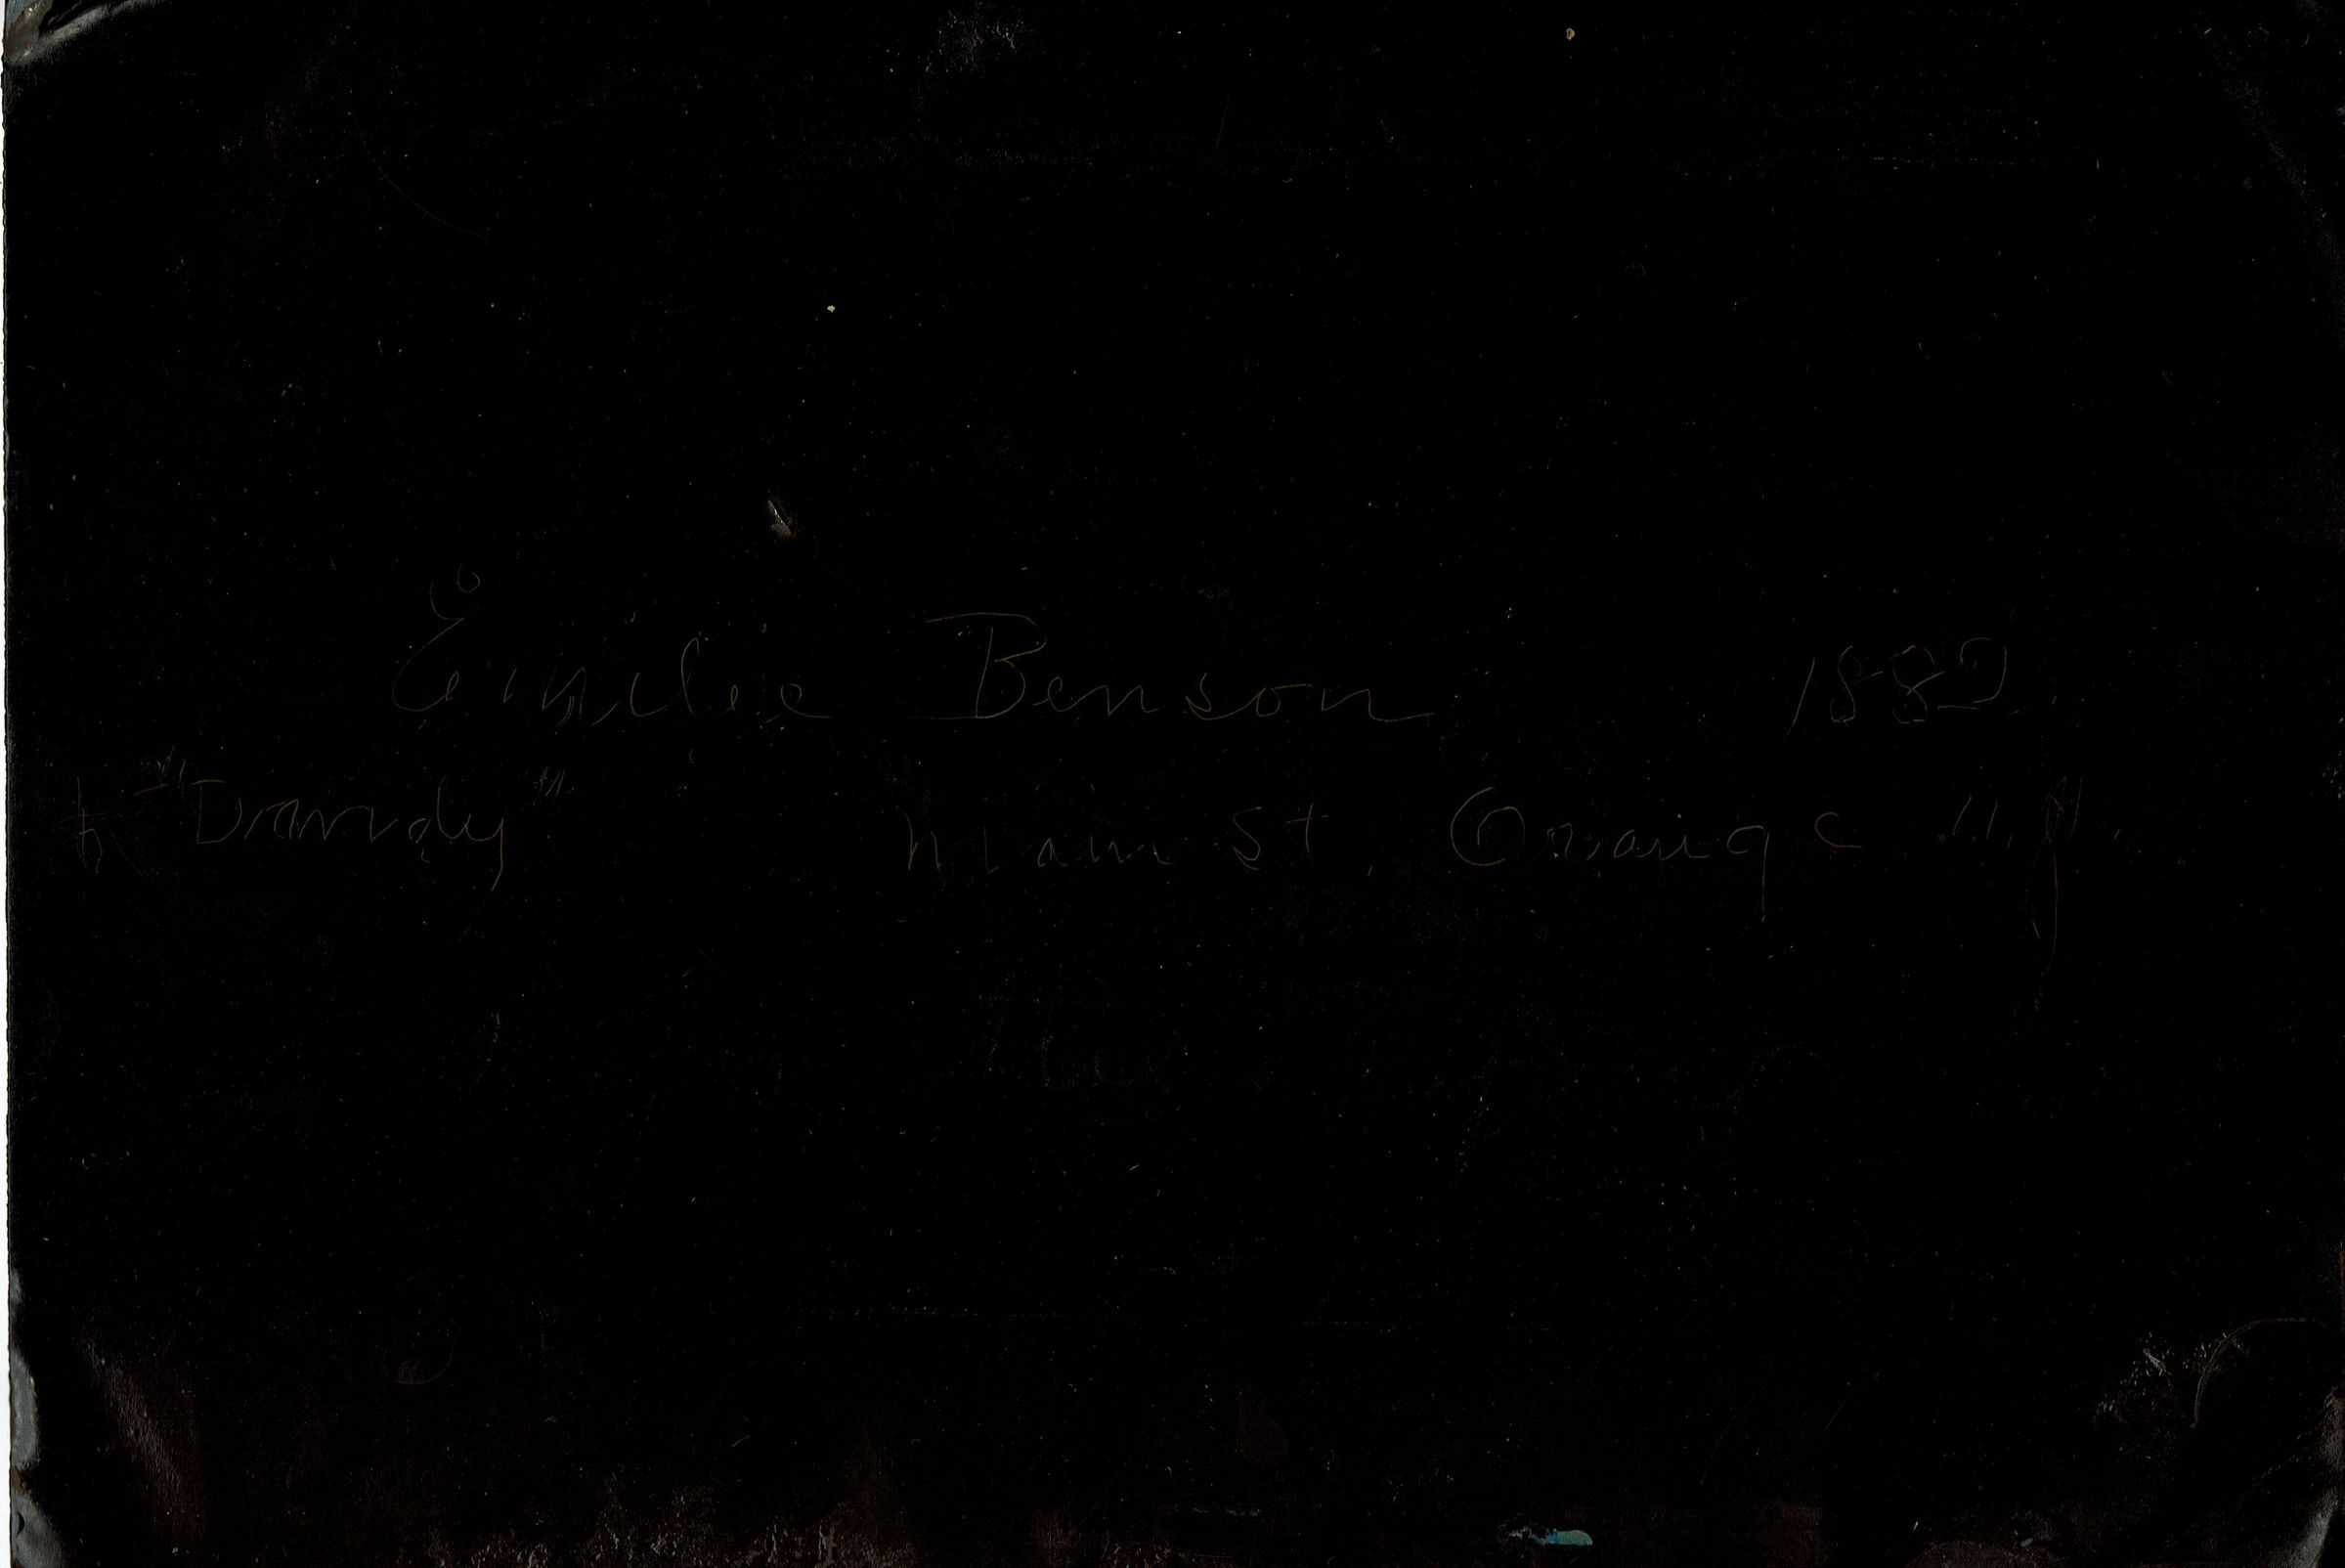 Emilie Benson 1882
& "Dandy" Main St. Orange N.J.